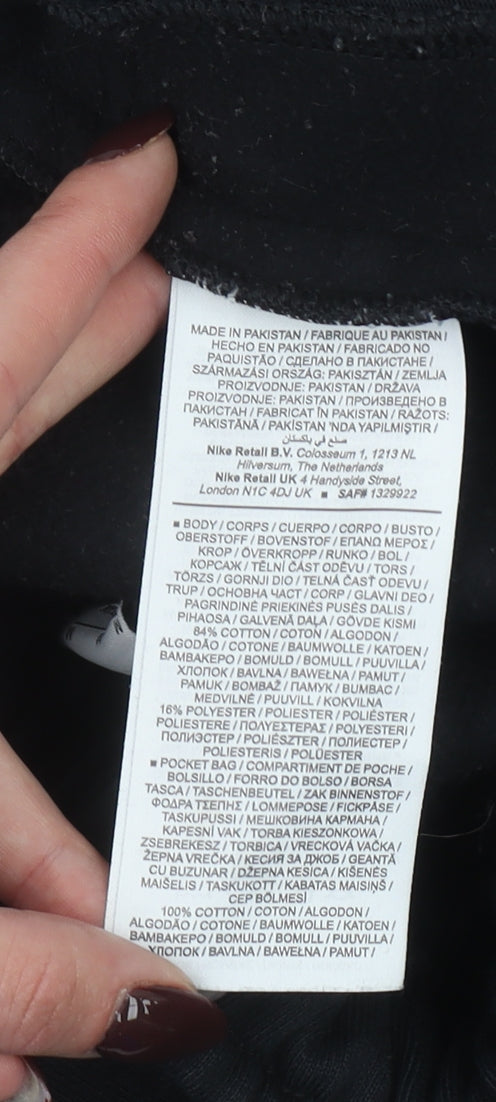 MADE IN PAKISTAN / FABRIQUE AU PAKISTAN /
HECHO EN PAKISTAN / FABRICADO NO
PAQUISTÃO / СДЕЛАНО В ПАКИСТАНЕ /
SZÁRMAZÁSI ORSZÁG: PAKISZTÁN / ZEMLJA
PROIZVODNJE: PAKISTAN / DRŽAVA
PROIZVODNJE: PAKISTAN / ПРОИЗВЕДЕНО В
ПАКИСТАН / FABRICAT ÎN PAKISTAN / RAŽOTS:
PAKISTĀNĀ / PAKİSTAN 'NDA YAPILMIŞTIR /
صنع في باكستان
Nike Retail B.V. Colosseum 1, 1213 NL
Hilversum, The Netherlands
Nike Retail UK 4 Handyside Street,
London N1C 4DJ UK ■ SAF# 1329922
■ BODY / CORPS / CUERPO / CORPO / BUSTO /
OBERSTOFF / BOVENSTOF / ΕΠΑΝΩ ΜΕΡΟΣ /
KROP / ÖVERKROPP / RUNKO / BOL /
КОРСАЖ / TĚLNÍ ČÁST ODĚVU / TORS /
TÖRZS / GORNJI DIO / TELNÁ ČASŤ ODEVU /
TRUP / ОСНОВНА ЧАСТ / CORP / GLAVNI DEO /
PAGRINDINĖ PRIEKINĖS PUSĖS DALIS /
PIHAOSA / GALVENĀ DAĻA / GÖVDE KISMI
84% COTTON / COTON / ALGODON /
ALGODÃO / COTONE / BAUMWOLLE / KATOEN /
ΒΑΜΒΑΚΕΡΟ / BOMULD / BOMULL / PUUVILLA /
ХЛОПОК / BAVLNA / BAWEŁNA / PAMUT /
PAMUK / BOMBAŽ / ПАМУК / BUMBAC /
MEDVILNĖ / PUUVILL / KOKVILNA
16% POLYESTER / POLIESTER / POLIÉSTER /
POLIESTERE / ΠΟΛΥΕΣΤΕΡΑΣ / POLYESTERI /
ПОЛИЭСТЕР / POLIÉSZTER / ПОЛИЕСТЕР /
POLIESTERIS / POLÜESTER
■ POCKET BAG / COMPARTIMENT DE POCHE /
BOLSILLO / FORRO DO BOLSO / BORSA
TASCA / TASCHENBEUTEL / ZAK BINNENSTOF /
ΦΟΔΡΑ ΤΣΕΠΗΣ / LOMMEPOSE / FICKPÅSE /
TASKUPUSSI / МЕШКОВИНА КАРМАНА /
KAPESNÍ VAK / TORBA KIESZONKOWA /
ZSEBREKESZ / TORBICA / VRECKOVÁ VAČKA /
ŽEPNA VREČKA / КЕСИЯ ЗА ДЖОБ / GEANTĂ
CU BUZUNAR / DŽEPNA KESICA / KIŠENĖS
MAIŠELIS / TASKUKOTT / KABATAS MAISIŅŠ /
CEP BÖLMESİ
100% COTTON / COTON / ALGODON /
ALGODÃO / COTONE / BAUMWOLLE / KATOEN /
ΒΑΜΒΑΚΕΡΟ / BOMULD / BOMULL / PUUVILLA /
ХЛОПОК / BAVLNA / BAWEŁNA / PAMUT /